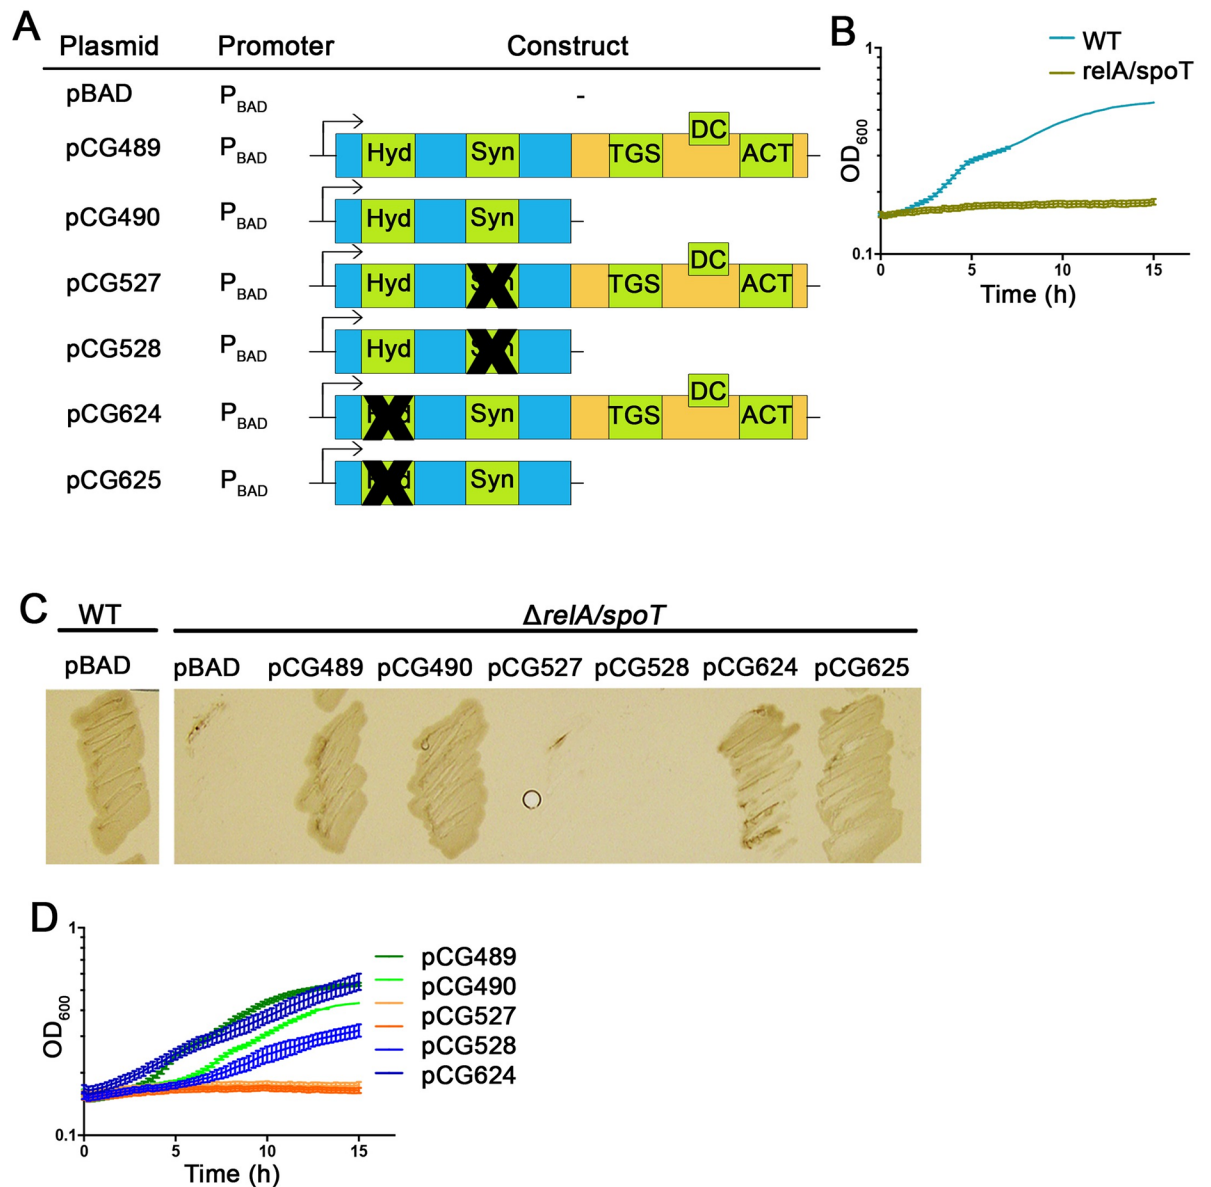 A
Plasmid Promoter Construct
pBAD PBAD -
pCG489 PBAD Hyd Syn TGS DC ACT
pCG490 PBAD Hyd Syn
pCG527 PBAD Hyd TGS DC ACT
pCG528 PBAD Hyd
pCG624 PBAD Syn TGS DC ACT
pCG625 PBAD Syn
B
WT
relA/spoT
1
OD600
0.1
0 5 10 15
Time (h)
C
WT ΔrelA/spoT
pBAD pBAD pCG489 pCG490 pCG527 pCG528 pCG624 pCG625
D
1
OD600
0.1
0 5 10 15
Time (h)
pCG489
pCG490
pCG527
pCG528
pCG624